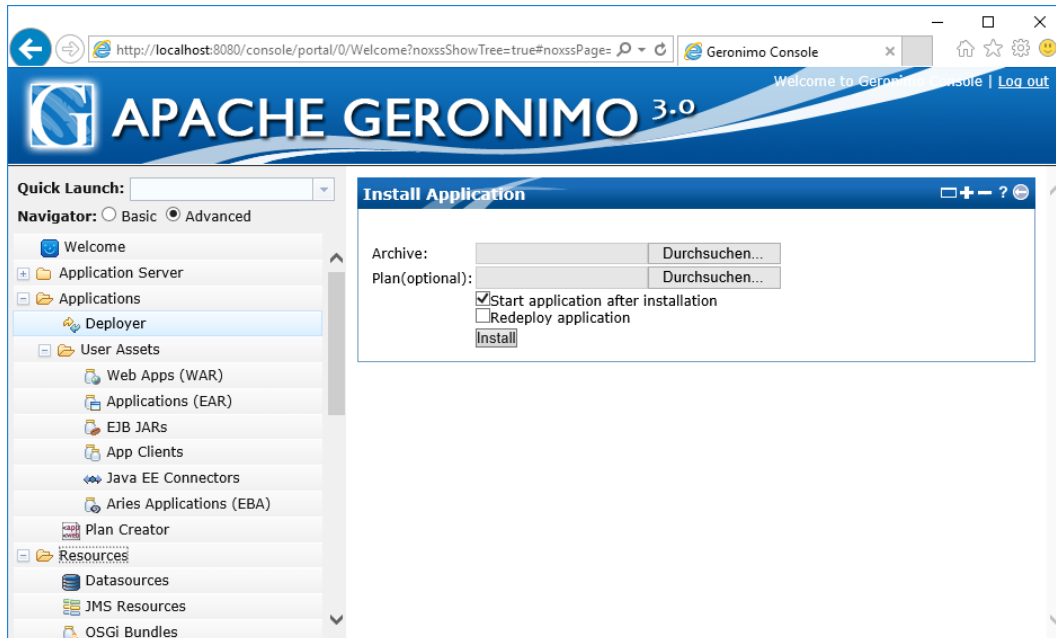 http://localhost:8080/console/portal/0/Welcome?noxssShowTree=true#noxssPage=
Geronimo Console
Welcome to Geronimo Console | Log out
G APACHE GERONIMO 3.0
Quick Launch:
Navigator: Basic Advanced
Welcome
Application Server
Applications
Deployer
User Assets
Web Apps (WAR)
Applications (EAR)
EJB JARs
App Clients
Java EE Connectors
Aries Applications (EBA)
Plan Creator
Resources
Datasources
JMS Resources
OSGi Bundles
Install Application
Archive: Durchsuchen...
Plan(optional): Durchsuchen...
Start application after installation
Redeploy application
Install